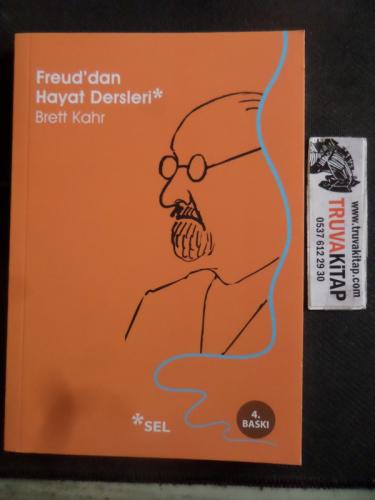 Freud'dan
Hayat Dersleri*
Brett Kahr
*SEL
4.
BASKI
www.truvakitap.com
TRUVAKİTAP
0537 612 29 30